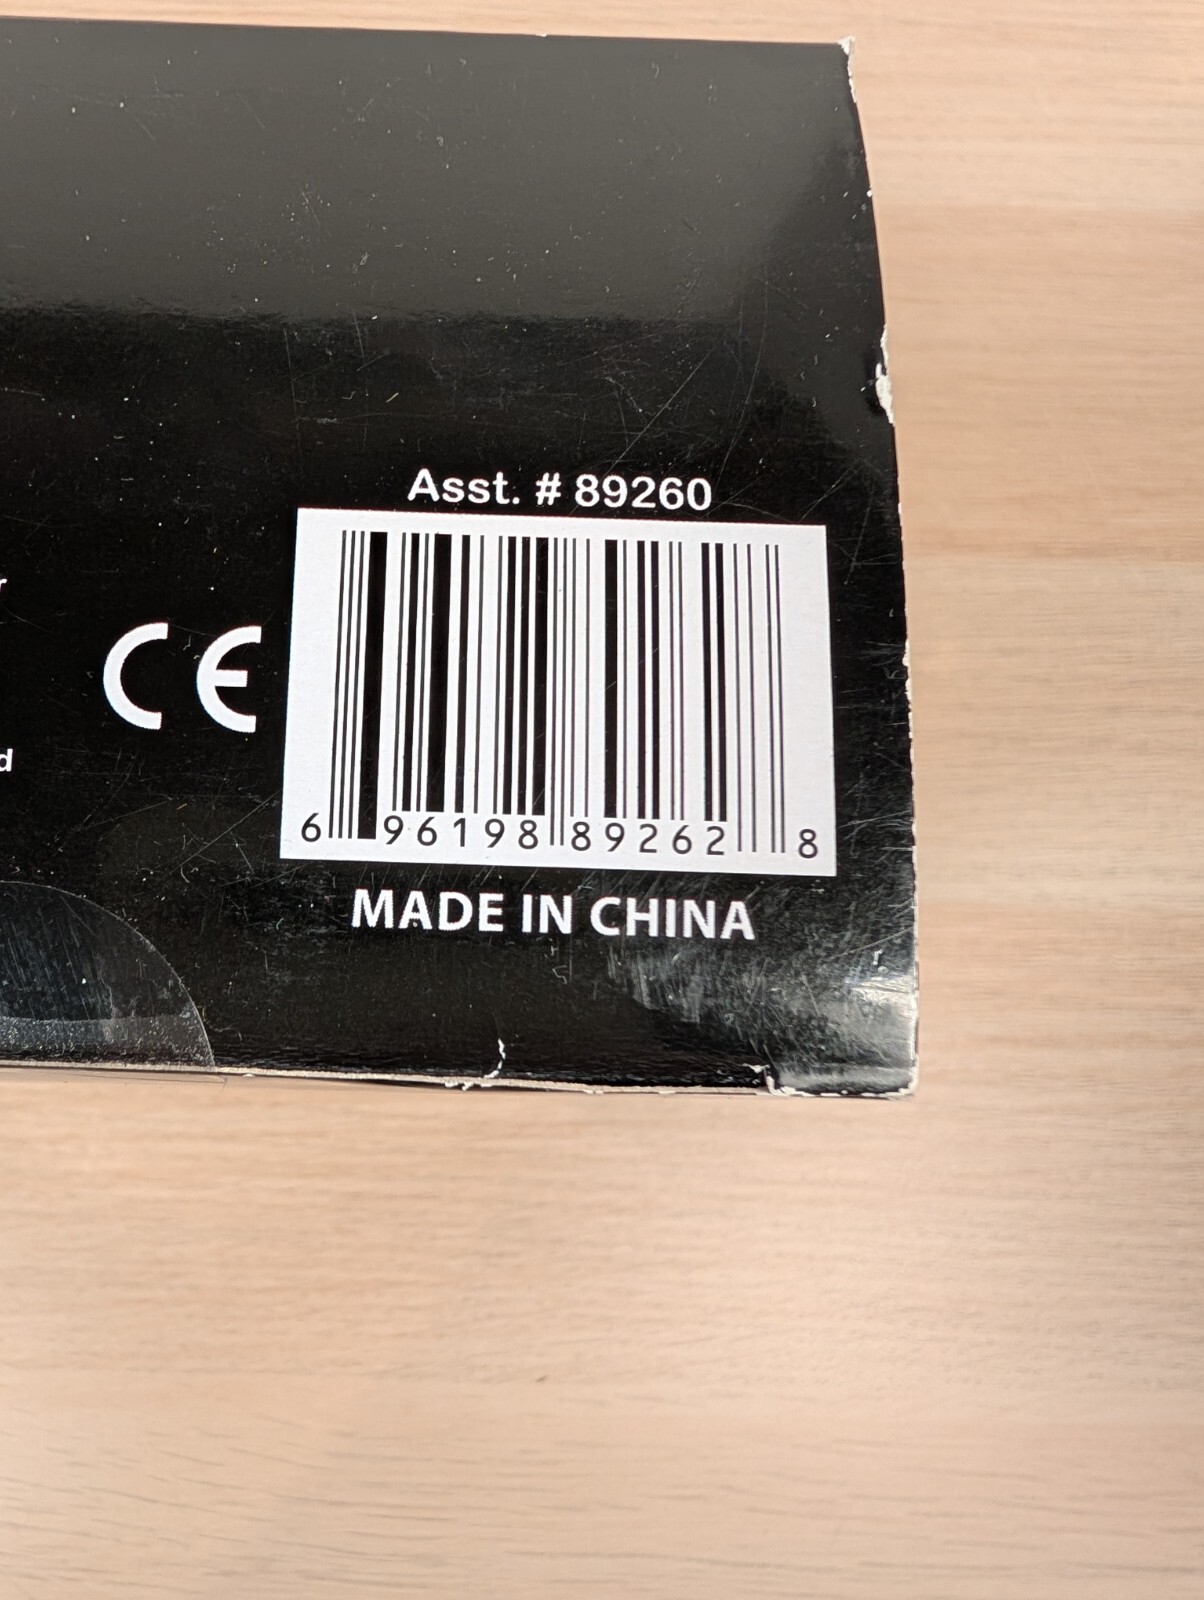 Asst. # 89260
r
CE
d
6 96198 89262 8
MADE IN CHINA